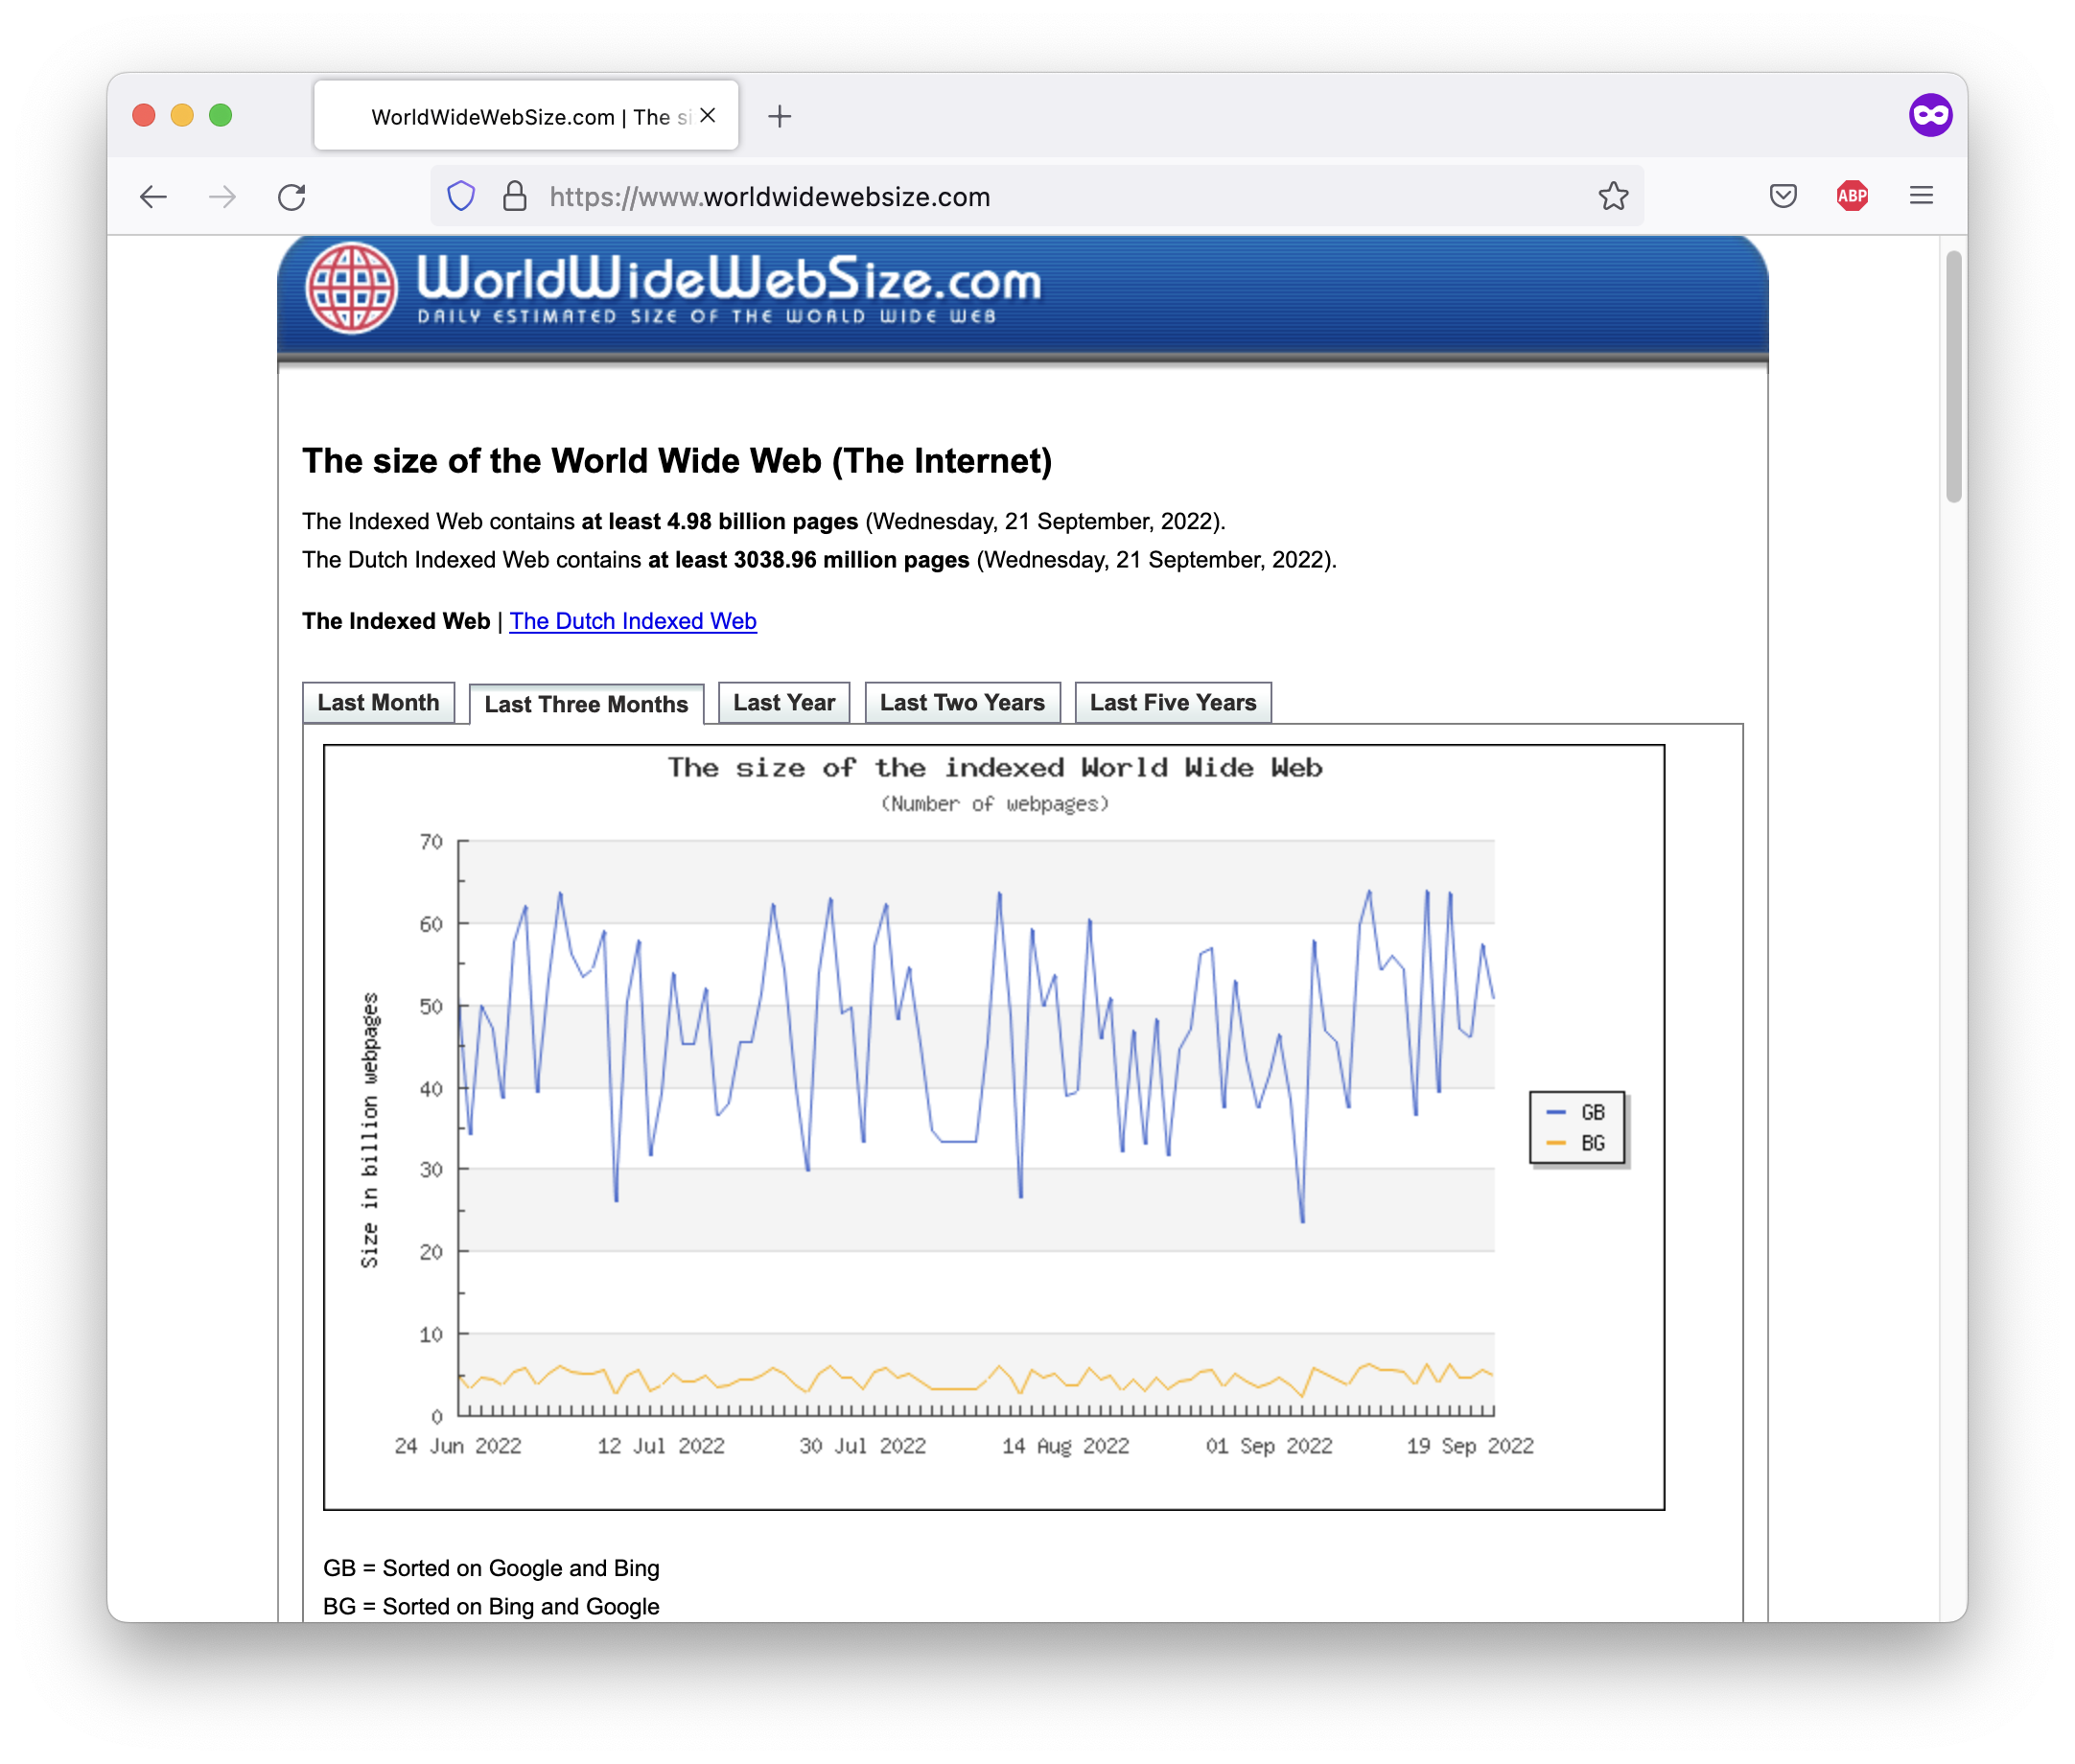 WorldWideWebSize.com | The si
https://www.worldwidewebsize.com
ABP
WorldWideWebSize.com
DAILY ESTIMATED SIZE OF THE WORLD WIDE WEB
The size of the World Wide Web (The Internet)
The Indexed Web contains at least 4.98 billion pages (Wednesday, 21 September, 2022).
The Dutch Indexed Web contains at least 3038.96 million pages (Wednesday, 21 September, 2022).
The Indexed Web | The Dutch Indexed Web
Last Month Last Three Months Last Year Last Two Years Last Five Years
The size of the indexed World Wide Web
(Number of webpages)
Size in billion webpages
70
60
50
40
30
20
10
0
24 Jun 2022 12 Jul 2022 30 Jul 2022 14 Aug 2022 01 Sep 2022 19 Sep 2022
GB
BG
GB = Sorted on Google and Bing
BG = Sorted on Bing and Google